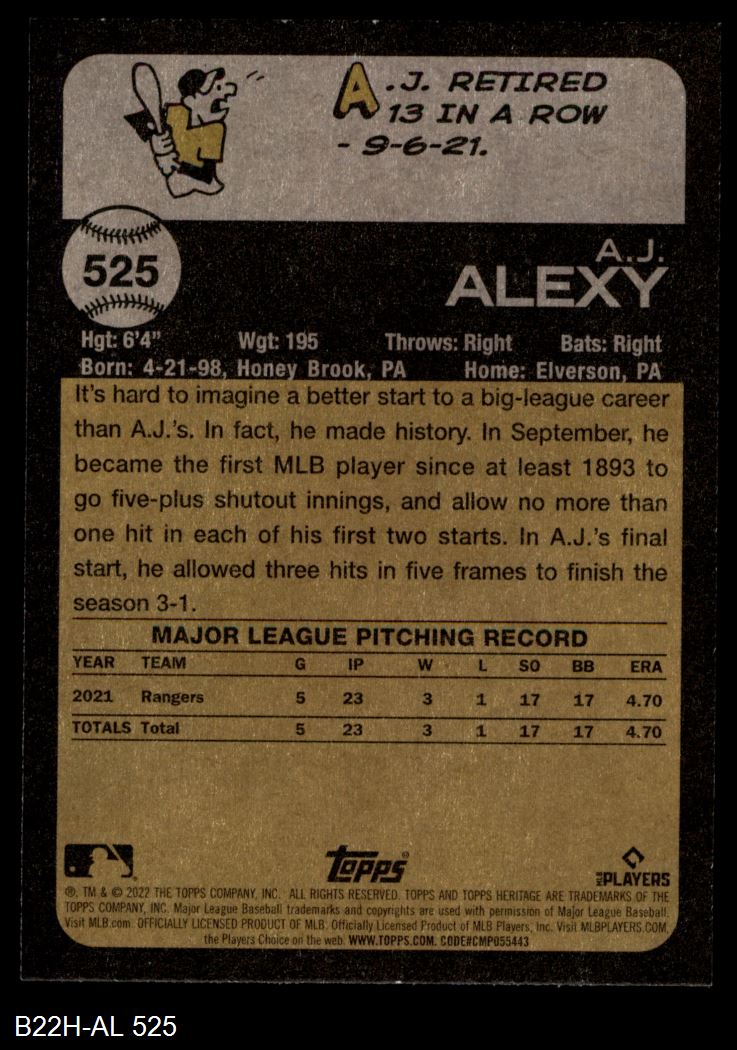 A.J. RETIRED
13 IN A ROW
- 9-6-21.
525
A.J.
ALEXY
Hgt: 6'4" Wgt: 195 Throws: Right Bats: Right
Born: 4-21-98, Honey Brook, PA Home: Elverson, PA
It's hard to imagine a better start to a big-league career
than A.J.'s. In fact, he made history. In September, he
became the first MLB player since at least 1893 to
go five-plus shutout innings, and allow no more than
one hit in each of his first two starts. In A.J.'s final
start, he allowed three hits in five frames to finish the
season 3-1.
MAJOR LEAGUE PITCHING RECORD
YEAR TEAM G IP W L SO BB ERA
2021 Rangers 5 23 3 1 17 17 4.70
TOTALS Total 5 23 3 1 17 17 4.70
Topps®
MLB PLAYERS
®, TM & © 2022 THE TOPPS COMPANY, INC. ALL RIGHTS RESERVED. TOPPS AND TOPPS HERITAGE ARE TRADEMARKS OF THE
TOPPS COMPANY, INC. Major League Baseball trademarks and copyrights are used with permission of Major League Baseball.
Visit MLB.com. OFFICIALLY LICENSED PRODUCT OF MLB. Officially Licensed Product of MLB Players, Inc. Visit MLBPLAYERS.COM,
the Players Choice on the web. WWW.TOPPS.COM. CODE#CMP055443
B22H-AL 525